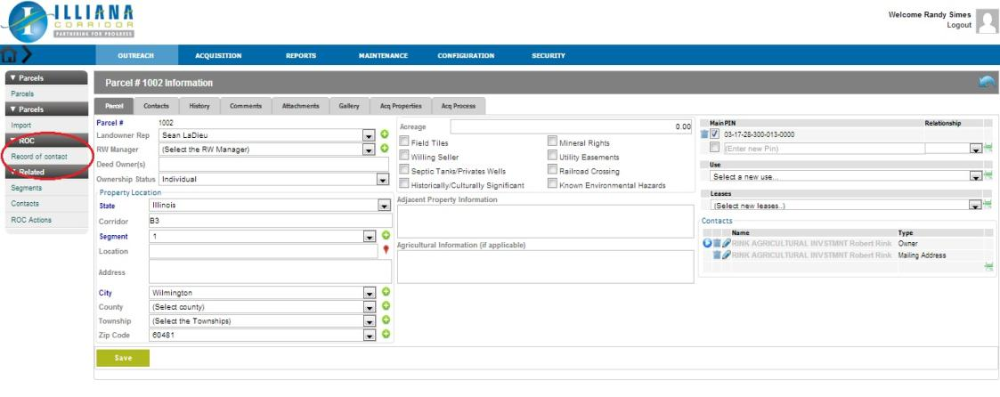 ILLIANA
CORRIDOR
PARTNERING FOR PROGRESS
Welcome Randy Simes
Logout
OUTREACH ACQUISITION REPORTS MAINTENANCE CONFIGURATION SECURITY
Parcels
Parcels
Parcels
Import
ROC
Record of contact
Related
Segments
Contacts
ROC Actions
Parcel # 1002 Information
Parcel Contacts History Comments Attachments Gallery Acq Properties Acq Process
Parcel # 1002
Landowner Rep Sean LaDieu
RW Manager (Select the RW Manager)
Deed Owner(s)
Ownership Status Individual
Property Location
State Illinois
Corridor B3
Segment 1
Location
Address
City Wilmington
County (Select county)
Township (Select the Townships)
Zip Code 60481
Save
Acreage 0.00
Field Tiles Mineral Rights
Willing Seller Utility Easements
Septic Tanks/Privates Wells Railroad Crossing
Historically/Culturally Significant Known Environmental Hazards
Adjacent Property Information
Agricultural Information (if applicable)
Main PIN Relationship
03-17-28-300-013-0000
(Enter new Pin)
Use
Select a new use...
Leases
(Select new leases..)
Contacts
Name Type
RINK AGRICULTURAL INVSTMNT Robert Rink Owner
RINK AGRICULTURAL INVSTMNT Robert Rink Mailing Address